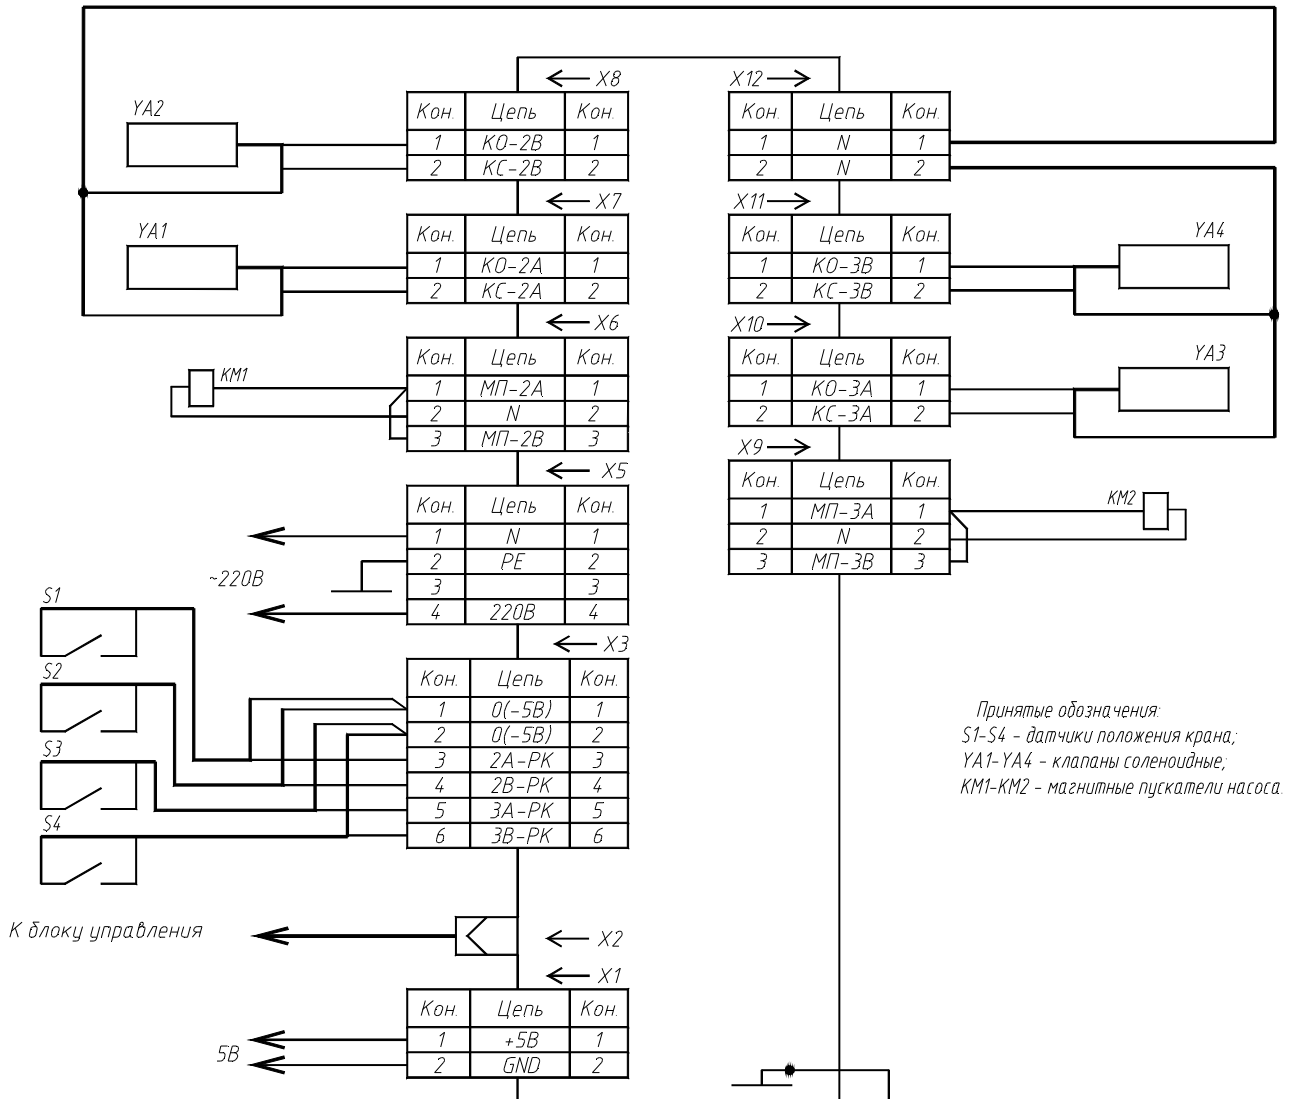 X8
YA2
Кон. Цепь Кон.
1 КО-2В 1
2 КС-2В 2
X7
YA1
Кон. Цепь Кон.
1 КО-2А 1
2 КС-2А 2
X6
КМ1
Кон. Цепь Кон.
1 МП-2А 1
2 N 2
3 МП-2В 3
X5
Кон. Цепь Кон.
1 N 1
2 PE 2
3 3
4 220В 4
~220В
X3
S1
S2
S3
S4
Кон. Цепь Кон.
1 0(-5В) 1
2 0(-5В) 2
3 2А-РК 3
4 2В-РК 4
5 3А-РК 5
6 3В-РК 6
К блоку управления
X2
X1
Кон. Цепь Кон.
1 +5В 1
2 GND 2
5В
X12
Кон. Цепь Кон.
1 N 1
2 N 2
X11
YA4
Кон. Цепь Кон.
1 КО-3В 1
2 КС-3В 2
X10
YA3
Кон. Цепь Кон.
1 КО-3А 1
2 КС-3А 2
X9
КМ2
Кон. Цепь Кон.
1 МП-3А 1
2 N 2
3 МП-3В 3
Принятые обозначения:
S1-S4 - датчики положения крана;
YA1-YA4 - клапаны соленоидные;
КМ1-КМ2 - магнитные пускатели насоса.